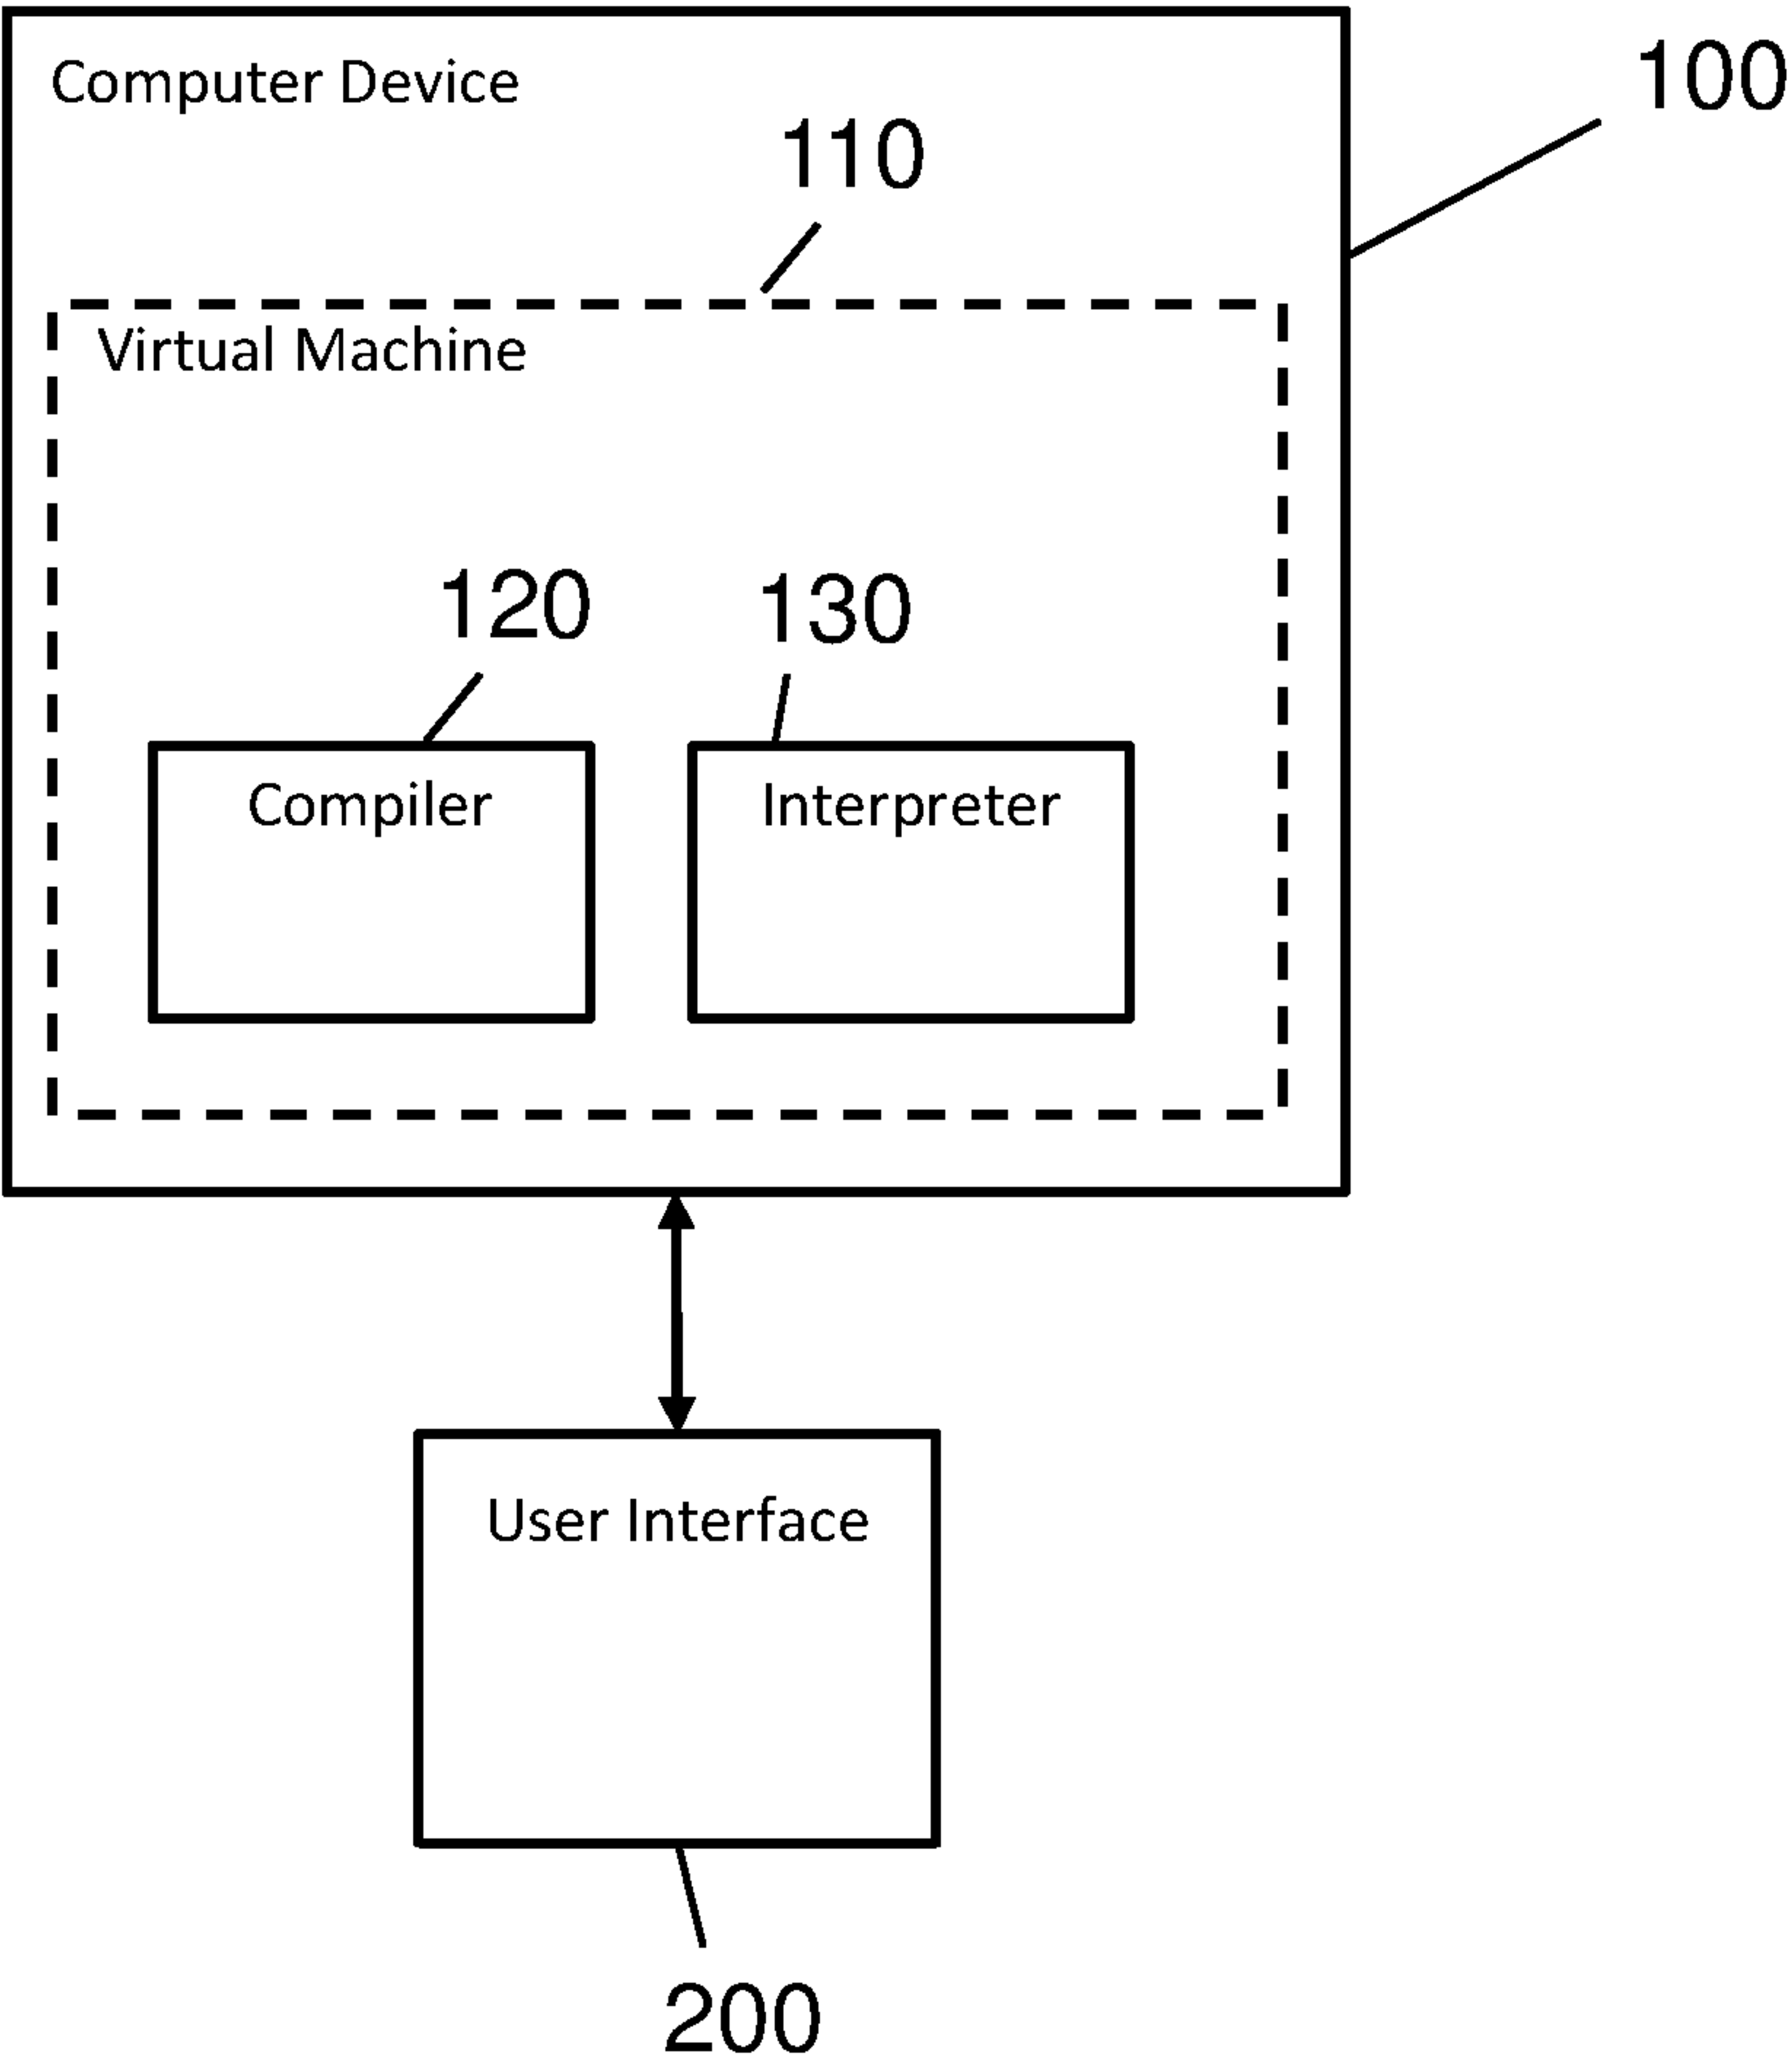 Computer Device
100
110
Virtual Machine
120
130
Compiler
Interpreter
User Interface
200